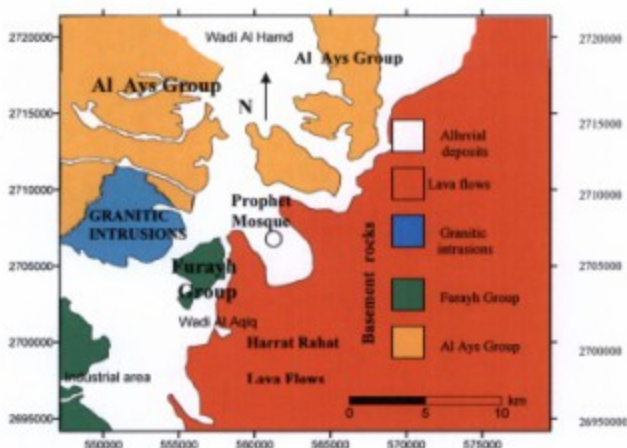 2720000
2715000
2710000
2705000
2700000
2695000
Wadi Al Hamd
Al Ays Group
Al Ays Group
N
Prophet
Mosque
GRANITIC
INTRUSIONS
Furayh
Group
Wadi Al Aqiq
Harrat Rahat
Lava Flows
Industrial area
Basement rocks
Alluvial
deposits
Lava flows
Granitic
intrusions
Furayh Group
Al Ays Group
0 5 10
km
550000 555000 560000 565000 570000 575000
2720000
2715000
2710000
2705000
2700000
2695000